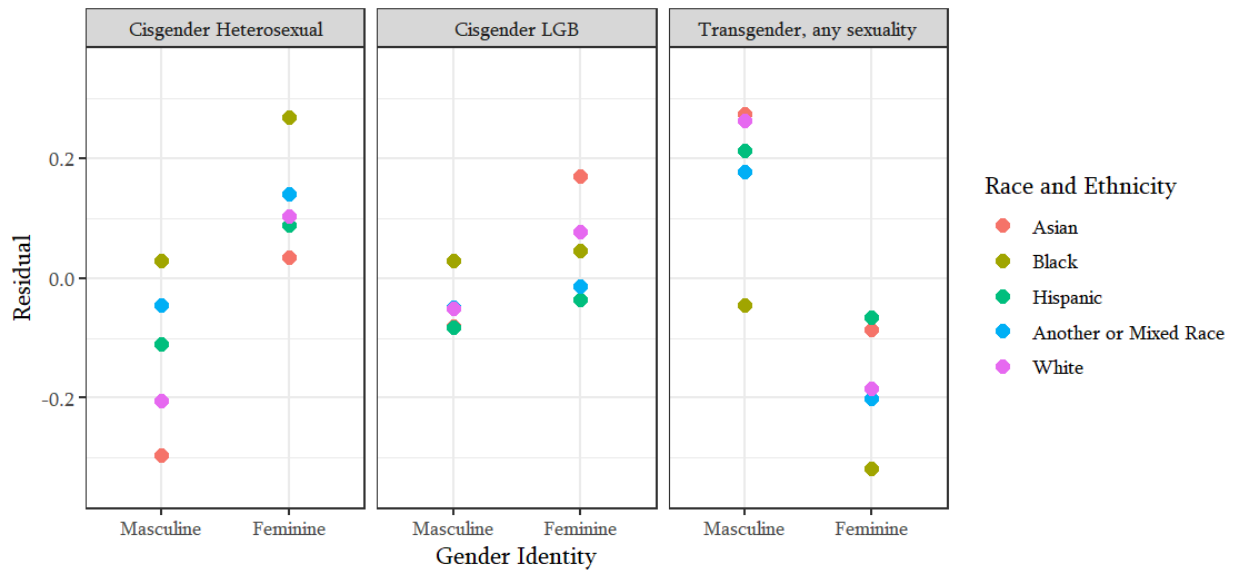 Cisgender Heterosexual
Cisgender LGB
Transgender, any sexuality
Residual
0.2
0.0
-0.2
Masculine
Feminine
Masculine
Feminine
Masculine
Feminine
Gender Identity
Race and Ethnicity
Asian
Black
Hispanic
Another or Mixed Race
White